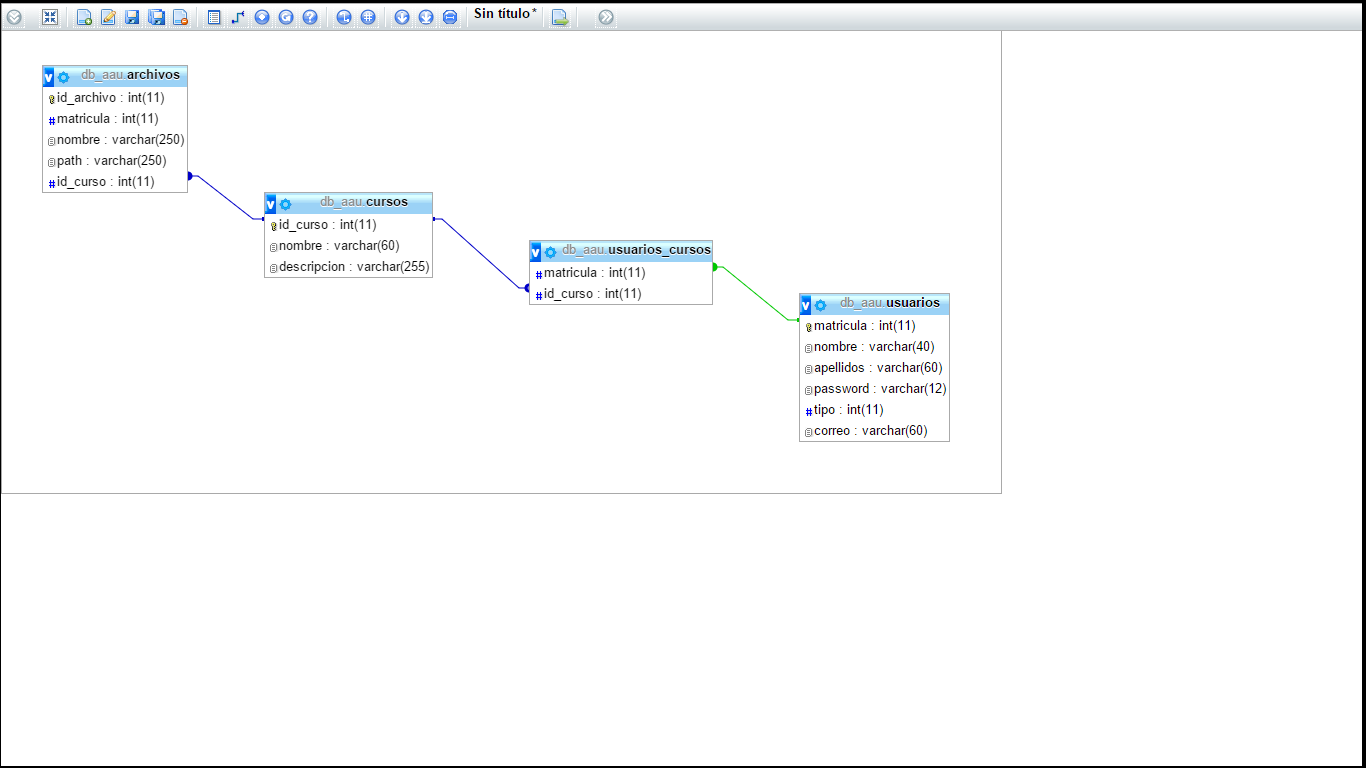 Sin título*
db_aau.archivos
id_archivo : int(11)
matricula : int(11)
nombre : varchar(250)
path : varchar(250)
id_curso : int(11)
db_aau.cursos
id_curso : int(11)
nombre : varchar(60)
descripcion : varchar(255)
db_aau.usuarios_cursos
matricula : int(11)
id_curso : int(11)
db_aau.usuarios
matricula : int(11)
nombre : varchar(40)
apellidos : varchar(60)
password : varchar(12)
tipo : int(11)
correo : varchar(60)